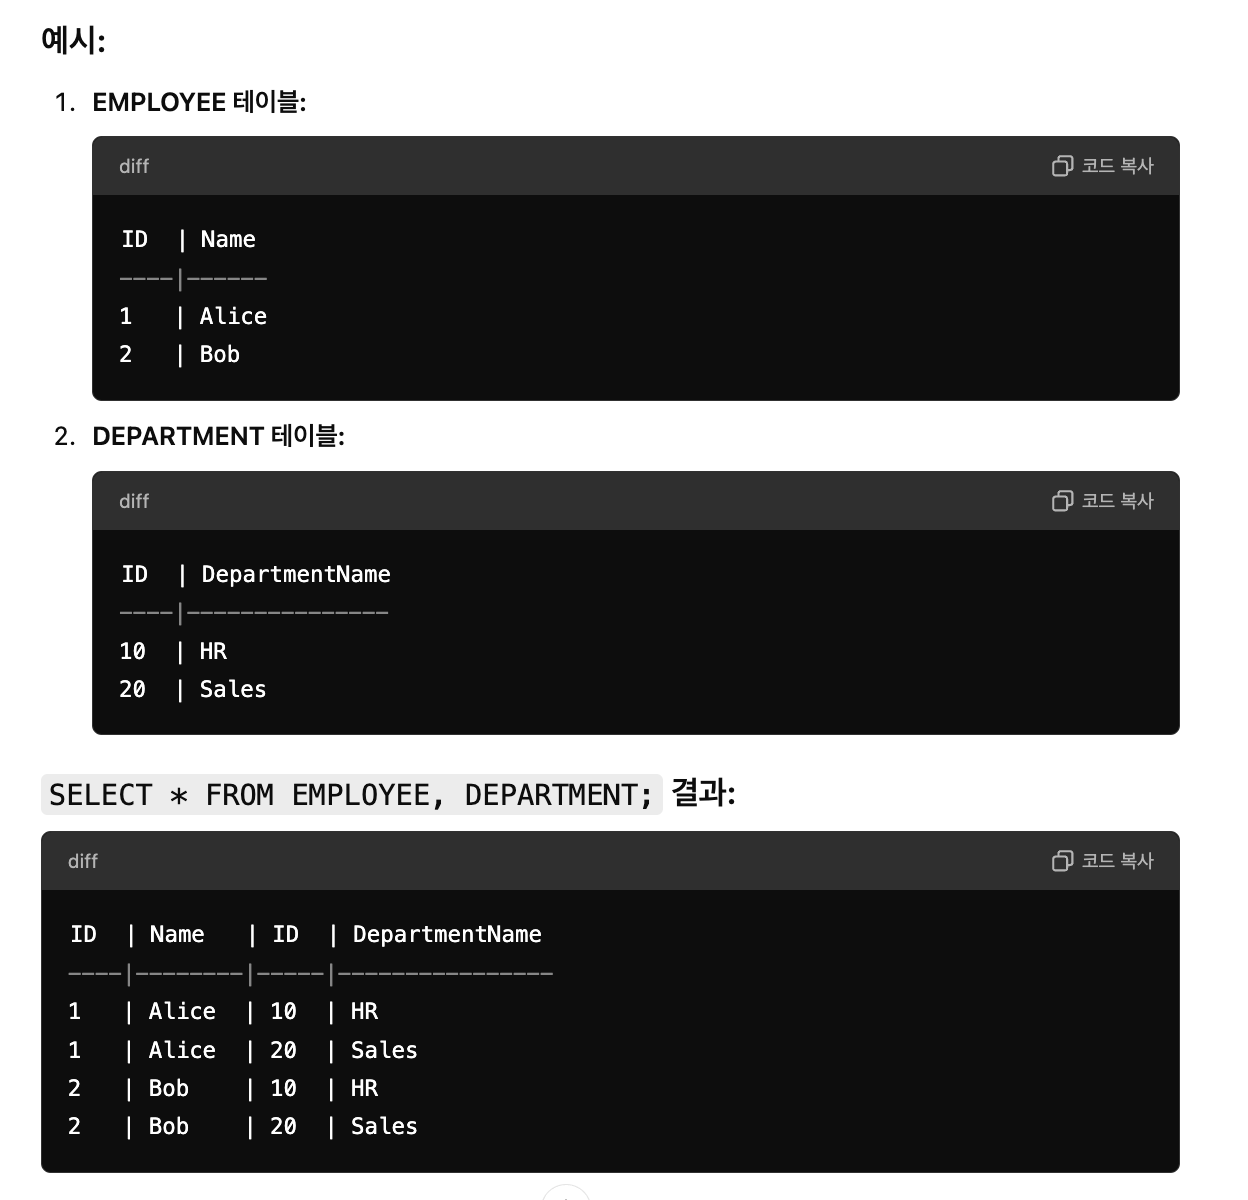 예시:
1. EMPLOYEE 테이블:
diff 코드 복사
ID  | Name
----|------
1   | Alice
2   | Bob
2. DEPARTMENT 테이블:
diff 코드 복사
ID  | DepartmentName
----|---------------
10  | HR
20  | Sales
SELECT * FROM EMPLOYEE, DEPARTMENT; 결과:
diff 코드 복사
ID  | Name   | ID  | DepartmentName
----|--------|-----|----------------
1   | Alice  | 10  | HR
1   | Alice  | 20  | Sales
2   | Bob    | 10  | HR
2   | Bob    | 20  | Sales